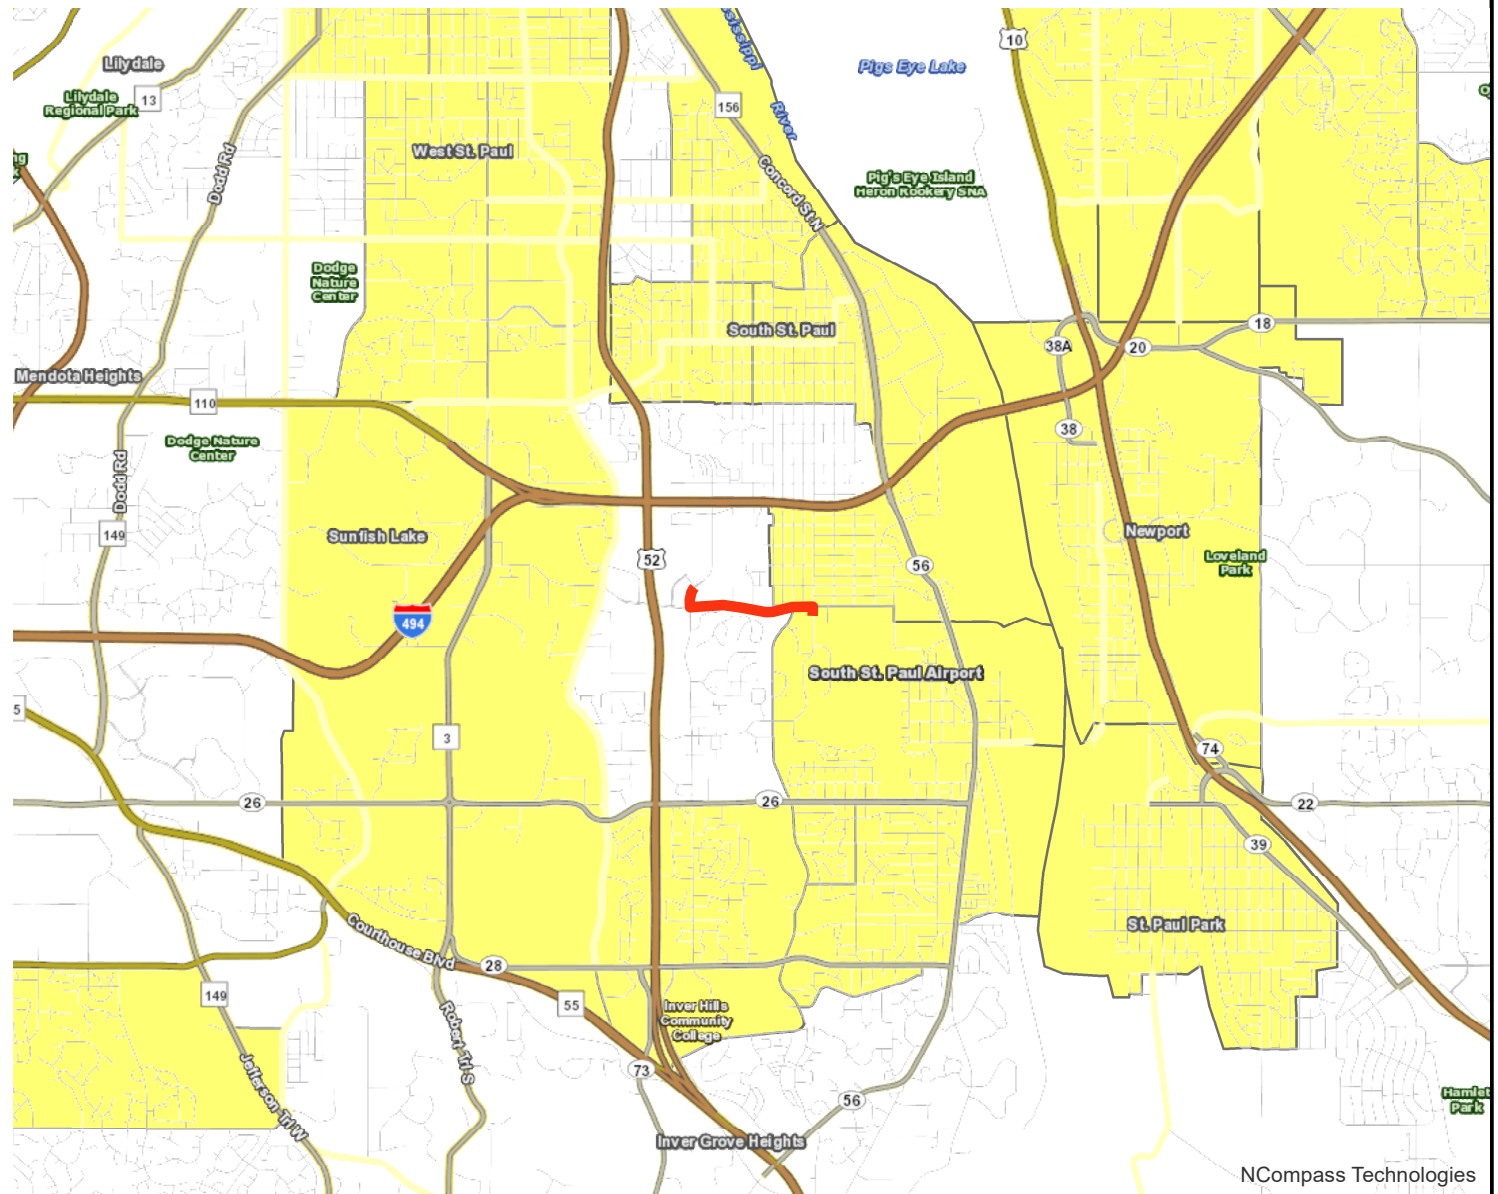 ssissippi
10
Pigs Eye Lake
Lilydale
Lilydale
Regional Park
13
156
River
West St. Paul
Dodd Rd
Concord St N
Pig's Eye Island
Heron Rookery SNA
Dodge
Nature
Center
South St. Paul
18
38A
20
Mendota Heights
110
38
Dodge Nature
Center
Dodd Rd
149
Sunfish Lake
52
56
Newport
Loveland
Park
494
South St. Paul Airport
5
3
74
26
26
22
39
Courthouse Blvd
St. Paul Park
28
149
55
Inver Hills
Community
College
Robert Trl S
Jefferson Trl W
73
56
Hamlet
Park
Inver Grove Heights
NCompass Technologies